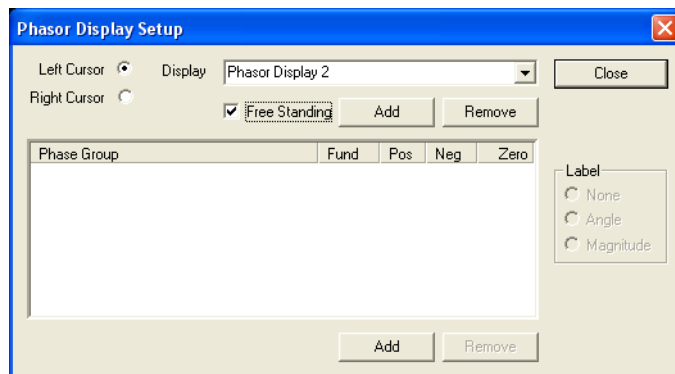 Phasor Display Setup
Left Cursor Display Phasor Display 2 Close
Right Cursor Free Standing Add Remove
Phase Group Fund Pos Neg Zero
Label
None
Angle
Magnitude
Add Remove